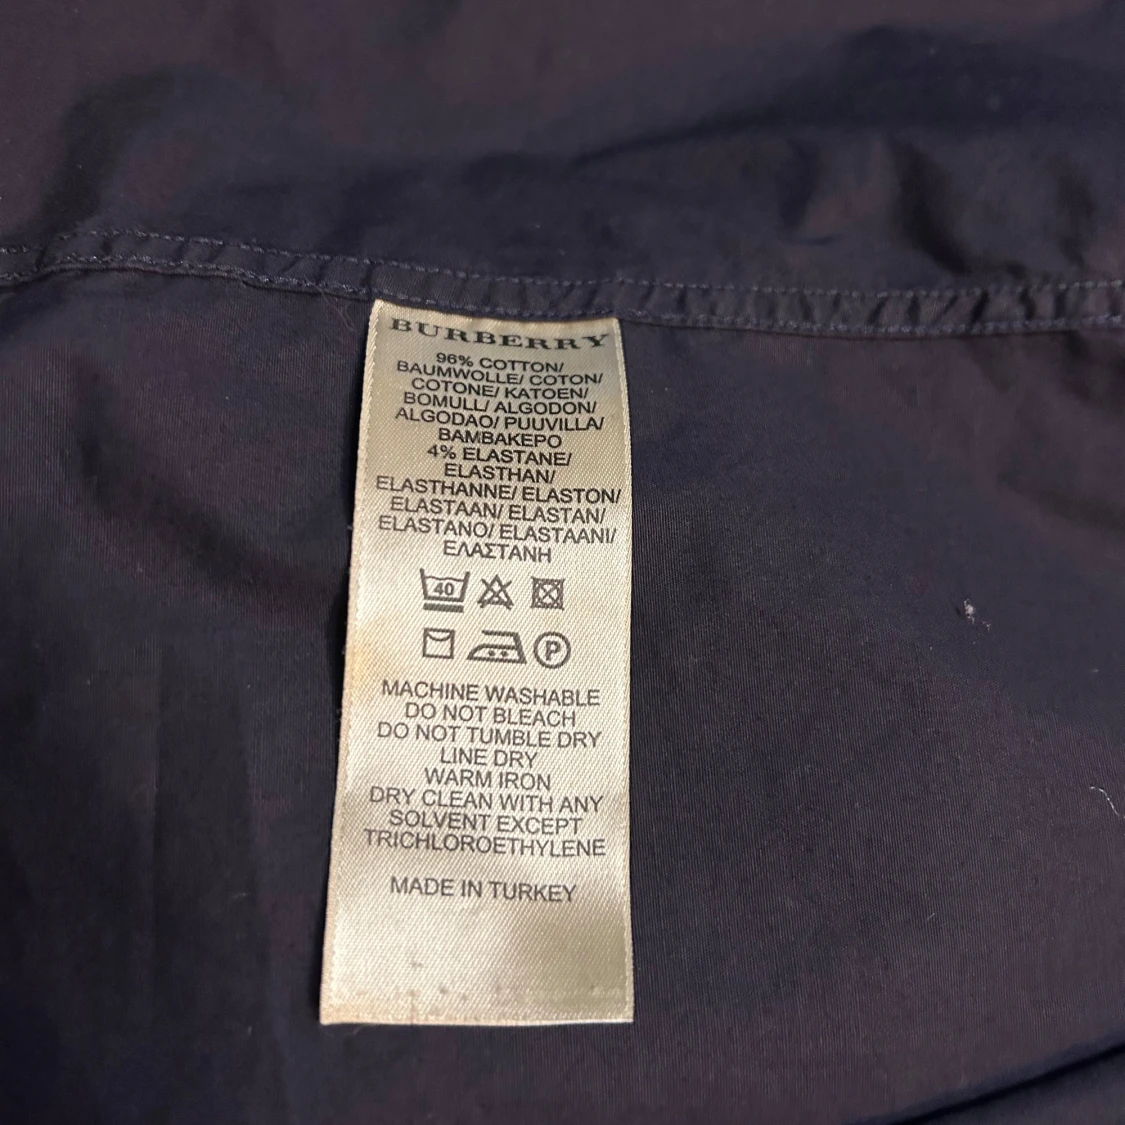 BURBERRY
96% COTTON/
BAUMWOLLE/ COTON/
COTONE/ KATOEN/
BOMULL/ ALGODON/
ALGODAO/ PUUVILLA/
ΒΑΜΒΑΚΕΡΟ
4% ELASTANE/
ELASTHAN/
ELASTHANNE/ ELASTON/
ELASTAAN/ ELASTAN/
ELASTANO/ ELASTAANI/
ΕΛΑΣΤΑΝΗ
40
P
MACHINE WASHABLE
DO NOT BLEACH
DO NOT TUMBLE DRY
LINE DRY
WARM IRON
DRY CLEAN WITH ANY
SOLVENT EXCEPT
TRICHLOROETHYLENE
MADE IN TURKEY